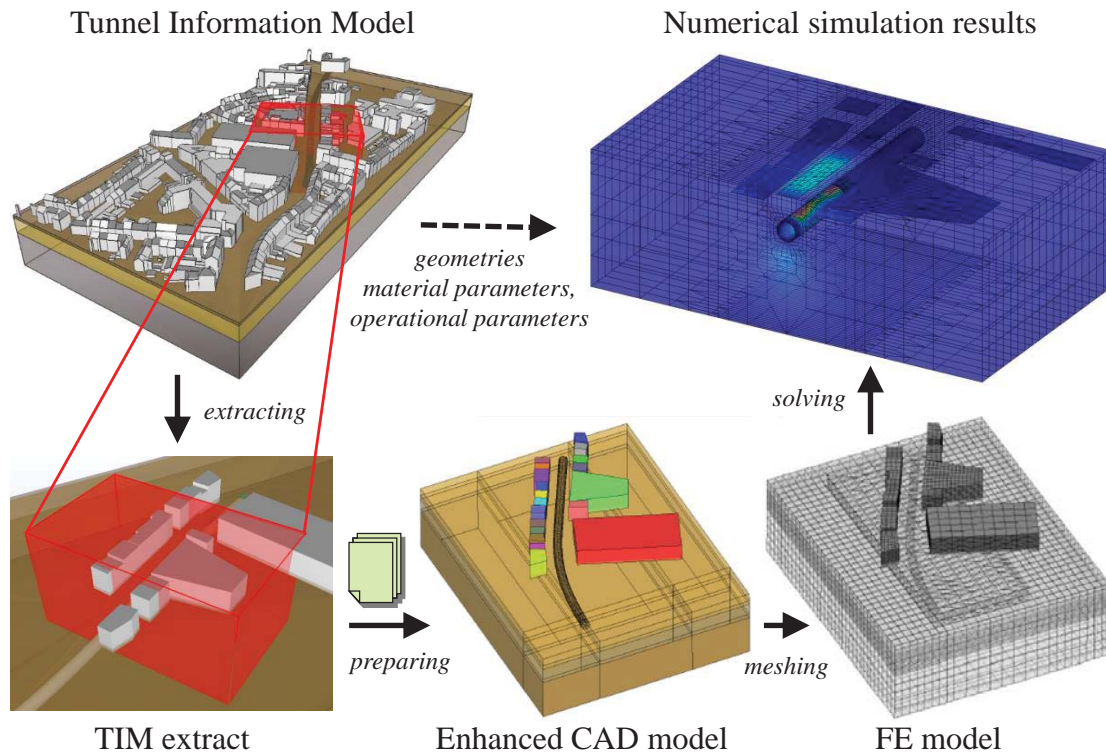 Tunnel Information Model
Numerical simulation results
geometries
material parameters,
operational parameters
extracting
solving
preparing
meshing
TIM extract
Enhanced CAD model
FE model